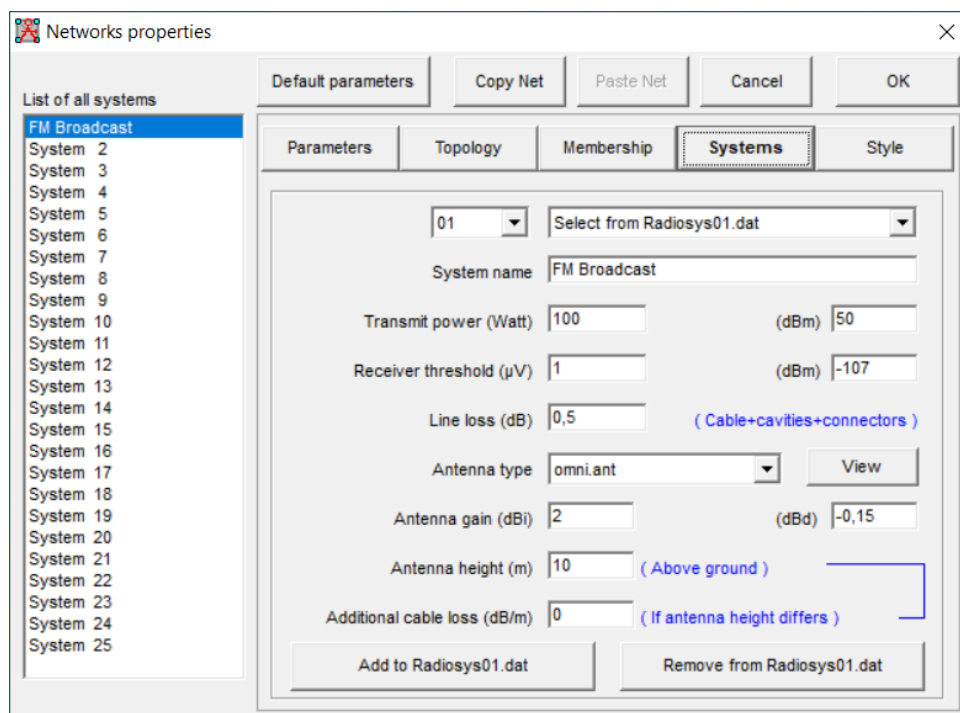 Networks properties
Default parameters Copy Net Paste Net Cancel OK
List of all systems
FM Broadcast
System 2
System 3
System 4
System 5
System 6
System 7
System 8
System 9
System 10
System 11
System 12
System 13
System 14
System 15
System 16
System 17
System 18
System 19
System 20
System 21
System 22
System 23
System 24
System 25
Parameters Topology Membership Systems Style
01 Select from Radiosys01.dat
System name FM Broadcast
Transmit power (Watt) 100 (dBm) 50
Receiver threshold (µV) 1 (dBm) -107
Line loss (dB) 0,5 ( Cable+cavities+connectors )
Antenna type omni.ant View
Antenna gain (dBi) 2 (dBd) -0,15
Antenna height (m) 10 ( Above ground )
Additional cable loss (dB/m) 0 ( If antenna height differs )
Add to Radiosys01.dat Remove from Radiosys01.dat